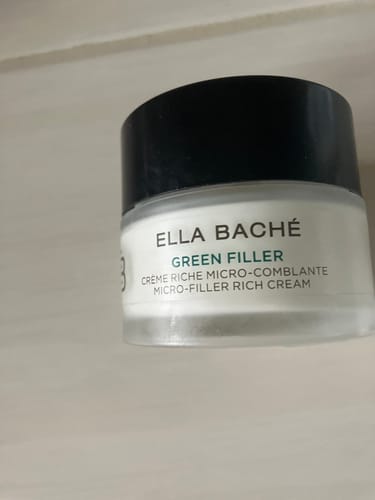 ELLA BACHÉ
GREEN FILLER
CRÈME RICHE MICRO-COMBLANTE
MICRO-FILLER RICH CREAM